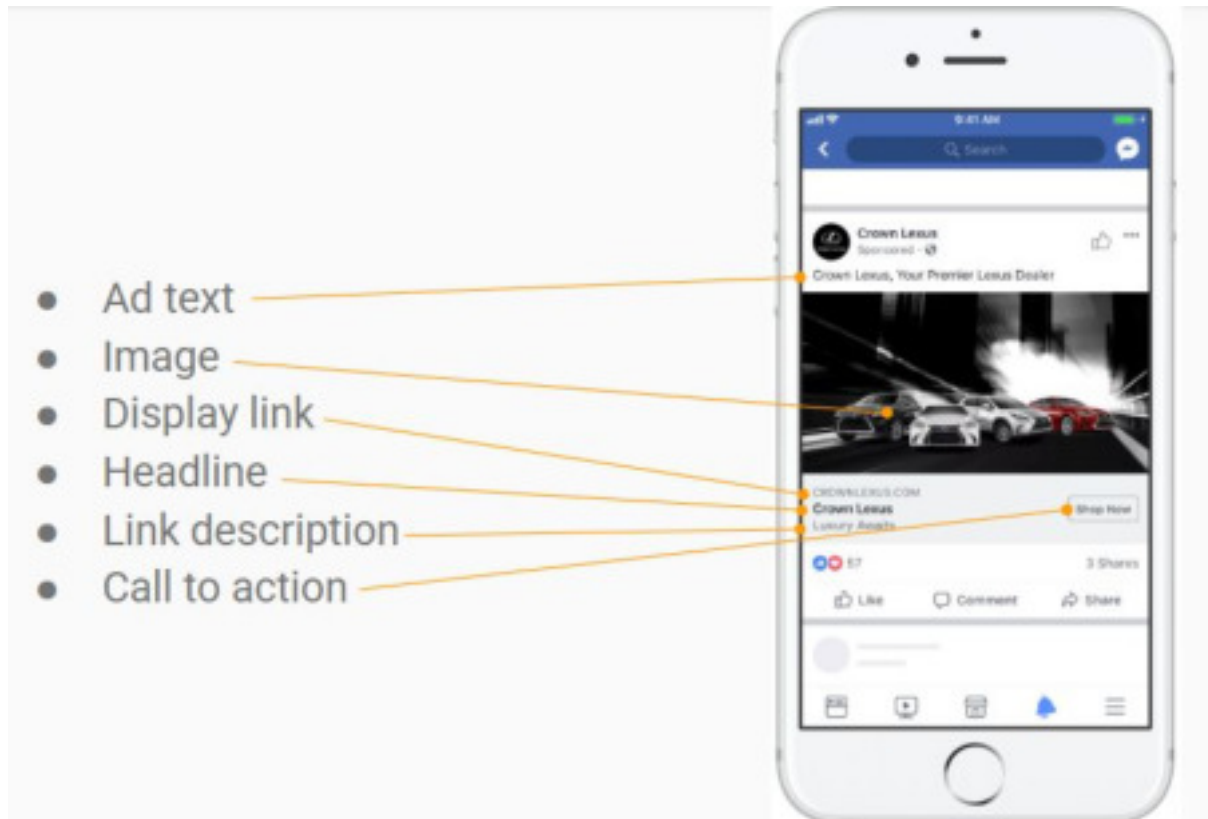 Ad text
Image
Display link
Headline
Link description
Call to action
9:41 AM
Search
Crown Lexus
Sponsored
Crown Lexus, Your Premier Lexus Dealer
CROWNLEXUS.COM
Crown Lexus
Luxury Awaits
Shop Now
57
3 Shares
Like
Comment
Share